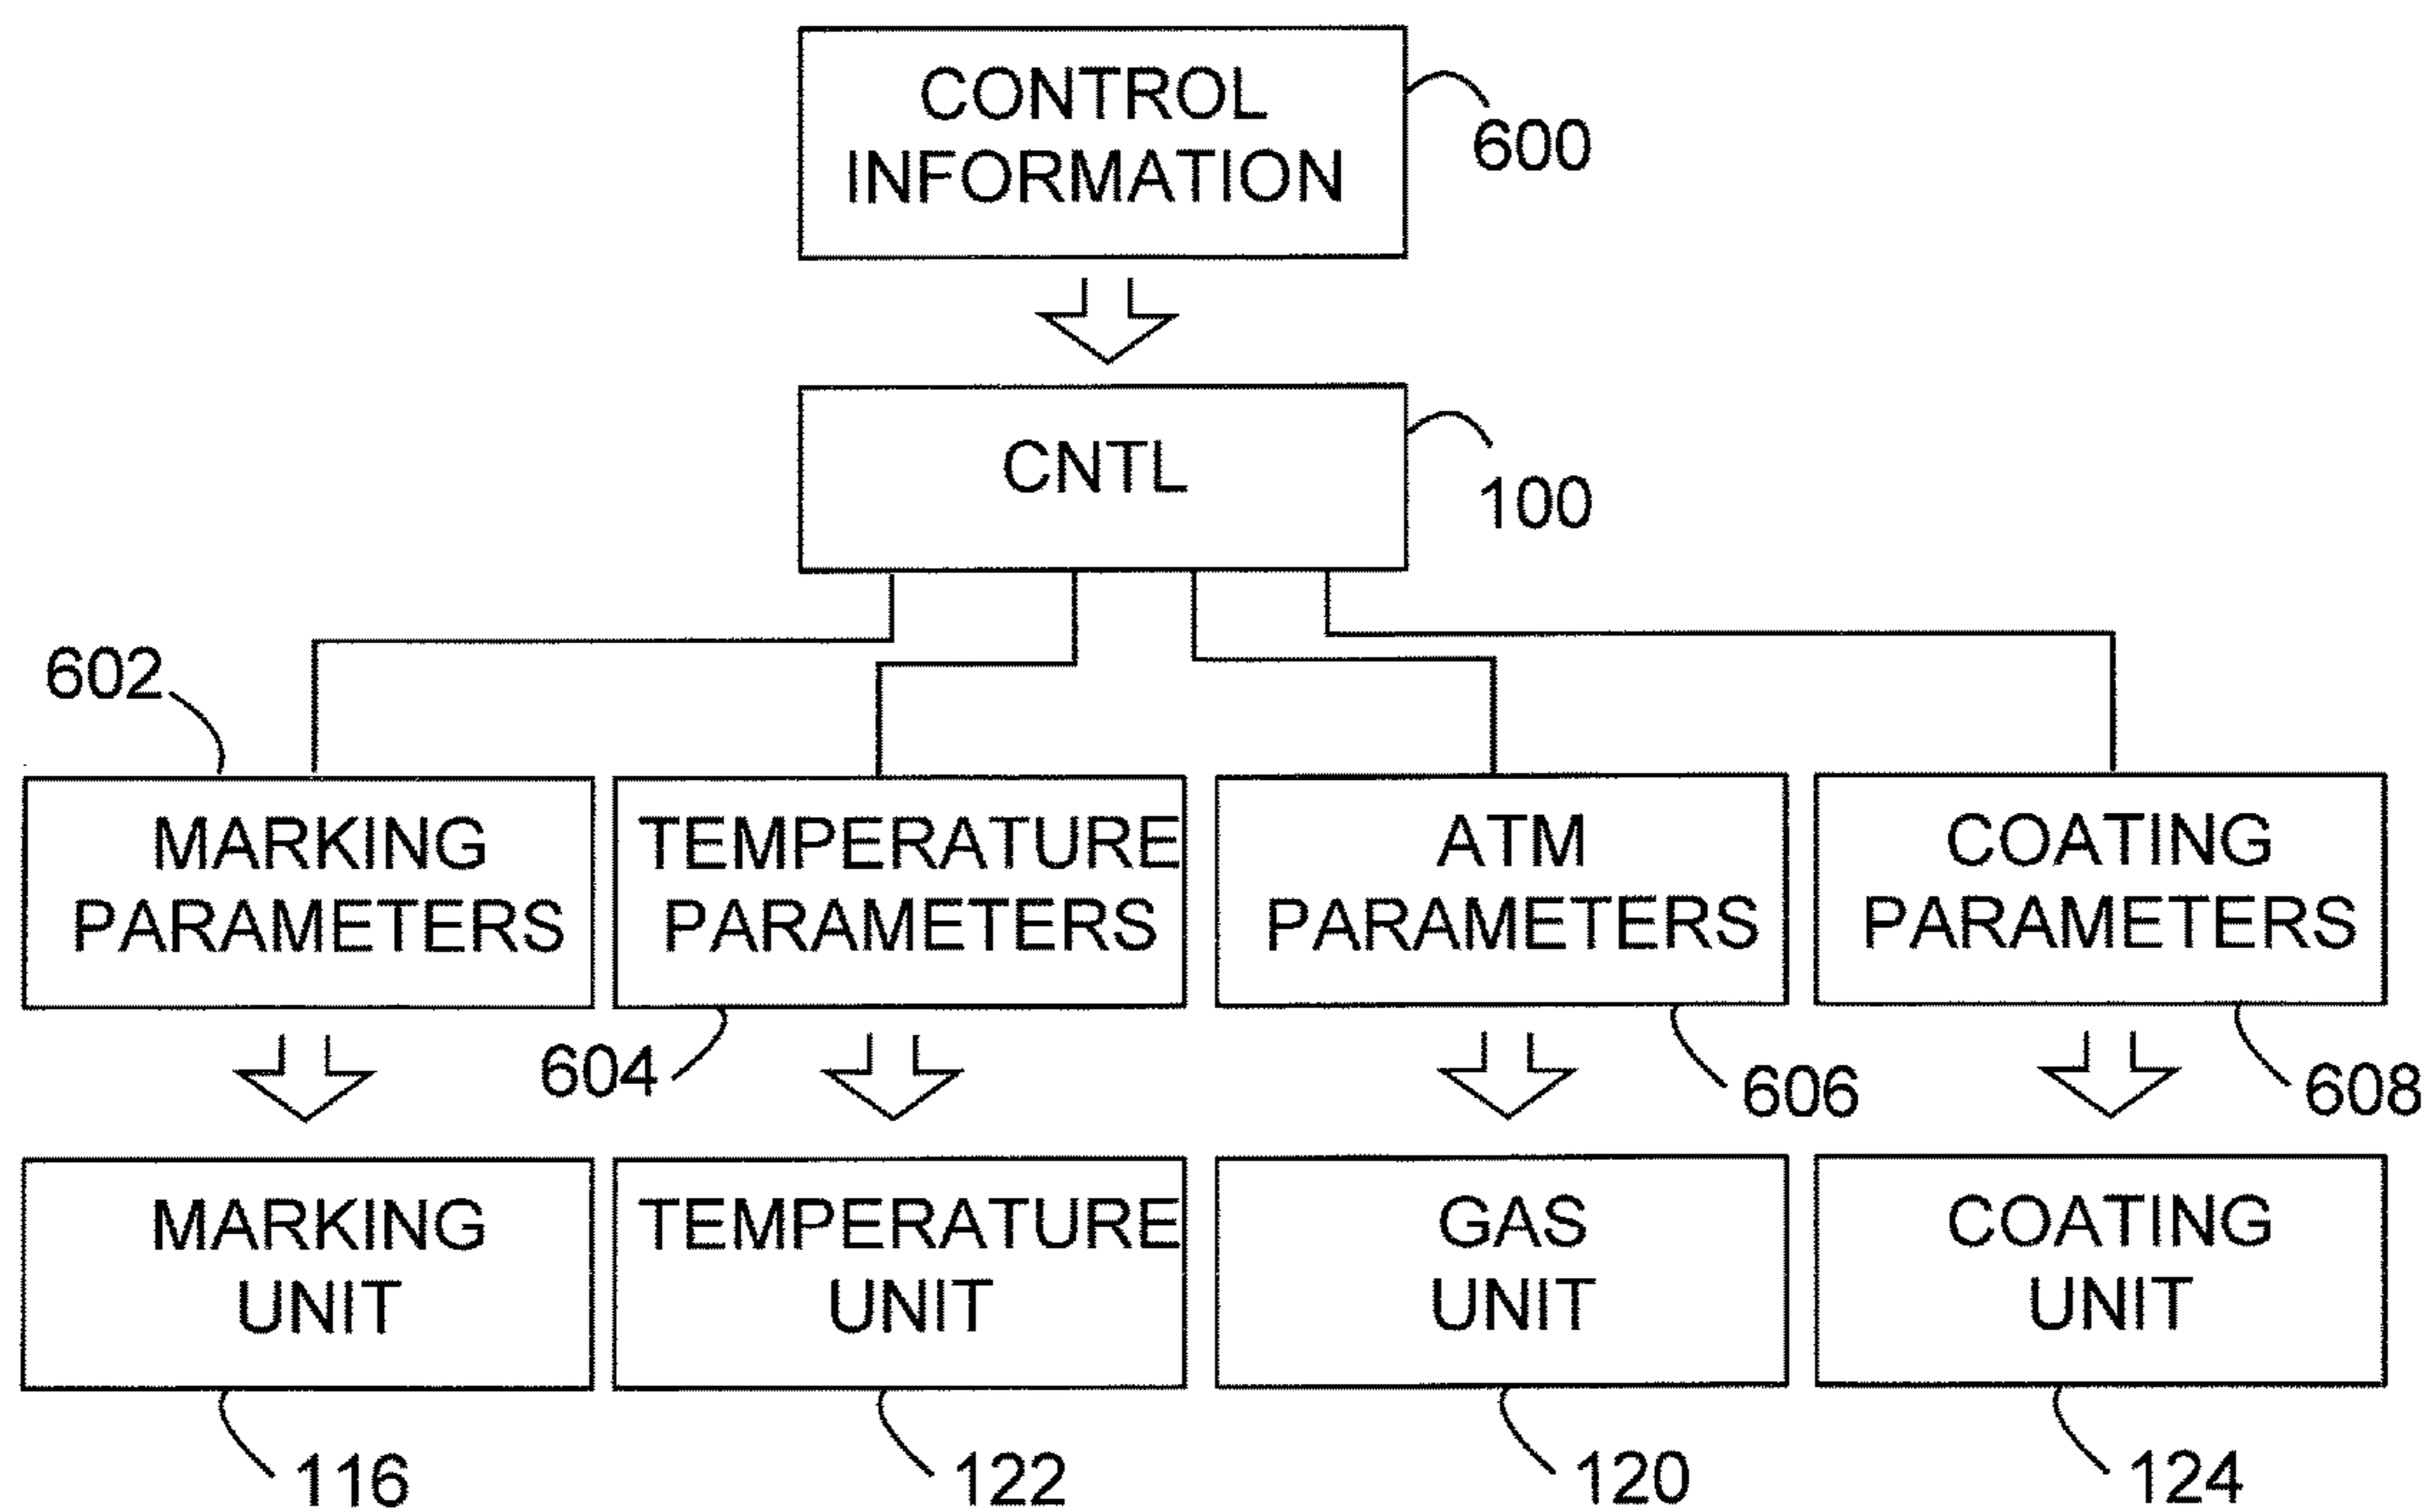 CONTROL
INFORMATION
600
CNTL
100
602
MARKING
PARAMETERS
TEMPERATURE
PARAMETERS
ATM
PARAMETERS
COATING
PARAMETERS
604
606
608
MARKING
UNIT
TEMPERATURE
UNIT
GAS
UNIT
COATING
UNIT
116
122
120
124